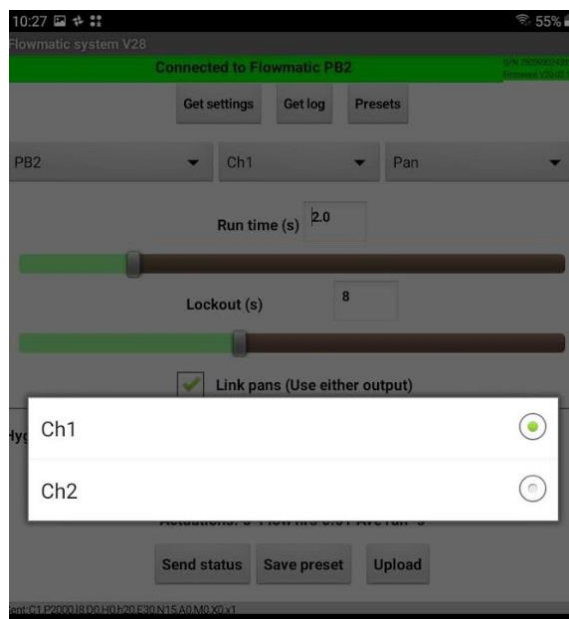 10:27 55%
Flowmatic system V28
Connected to Flowmatic PB2
Get settings Get log Presets
PB2 Ch1 Pan
Run time (s) 2.0
Lockout (s) 8
Link pans (Use either output)
Hyg
Ch1
Ch2
Send status Save preset Upload